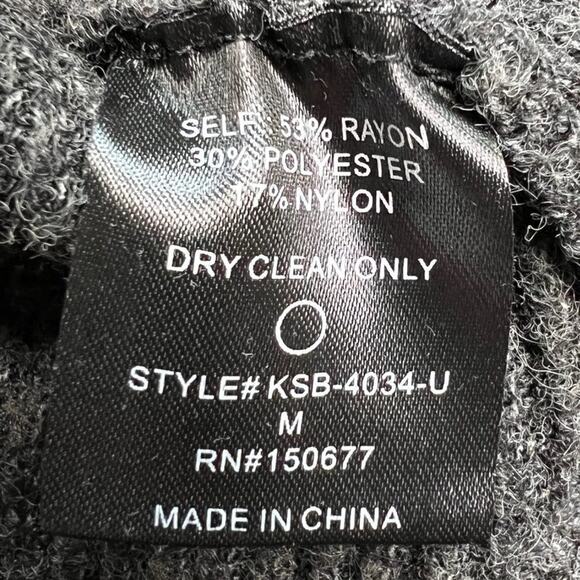 SELF: 53% RAYON
30% POLYESTER
17% NYLON
DRY CLEAN ONLY
STYLE# KSB-4034-U
M
RN#150677
MADE IN CHINA